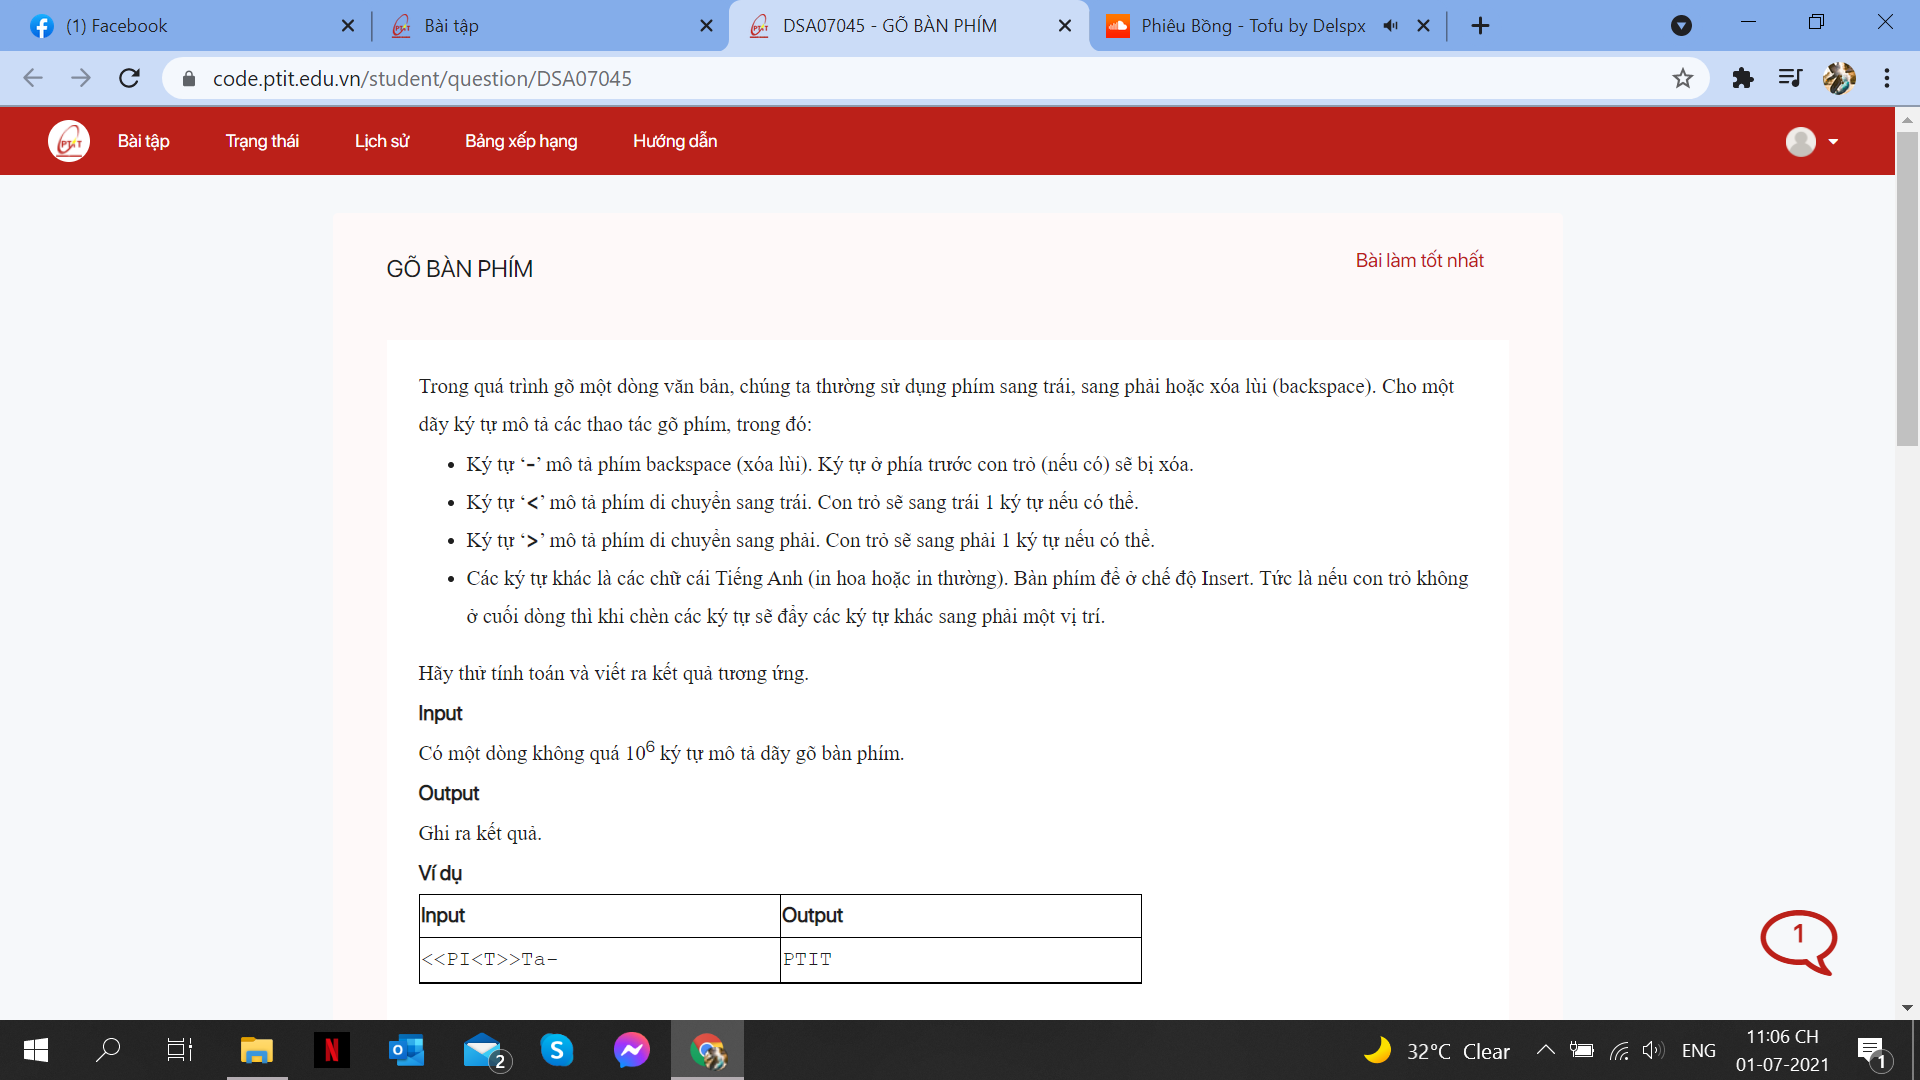 (1) Facebook
Bài tập
DSA07045 - GÕ BÀN PHÍM
Phiêu Bồng - Tofu by Delspx
code.ptit.edu.vn/student/question/DSA07045
Bài tập
Trạng thái
Lịch sử
Bảng xếp hạng
Hướng dẫn
GÕ BÀN PHÍM
Bài làm tốt nhất
Trong quá trình gõ một dòng văn bản, chúng ta thường sử dụng phím sang trái, sang phải hoặc xóa lùi (backspace). Cho một
dãy ký tự mô tả các thao tác gõ phím, trong đó:
• Ký tự ‘-’ mô tả phím backspace (xóa lùi). Ký tự ở phía trước con trỏ (nếu có) sẽ bị xóa.
• Ký tự ‘<’ mô tả phím di chuyển sang trái. Con trỏ sẽ sang trái 1 ký tự nếu có thể.
• Ký tự ‘>’ mô tả phím di chuyển sang phải. Con trỏ sẽ sang phải 1 ký tự nếu có thể.
• Các ký tự khác là các chữ cái Tiếng Anh (in hoa hoặc in thường). Bàn phím để ở chế độ Insert. Tức là nếu con trỏ không
ở cuối dòng thì khi chèn các ký tự sẽ đẩy các ký tự khác sang phải một vị trí.
Hãy thử tính toán và viết ra kết quả tương ứng.
Input
Có một dòng không quá 10⁶ ký tự mô tả dãy gõ bàn phím.
Output
Ghi ra kết quả.
Ví dụ
Input
Output
<<PI<T>>Ta-
PTIT
1
2
32°C Clear
ENG
11:06 CH
01-07-2021
1